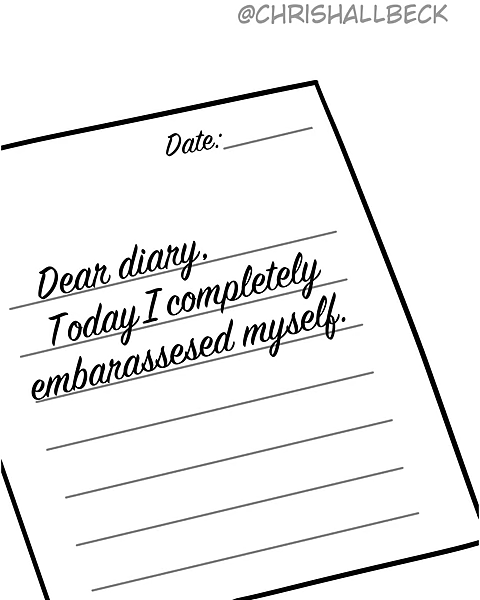 @CHRISHALLBECK
Date:
Dear diary,
Today I completely
embarassesed myself.